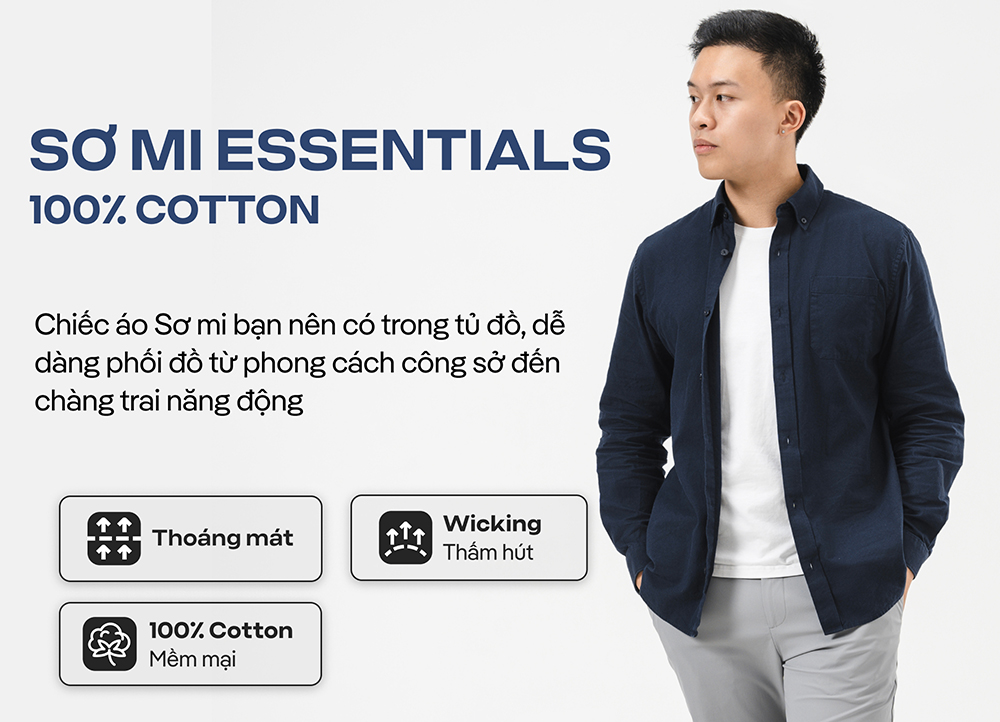 SƠ MI ESSENTIALS
100% COTTON
Chiếc áo Sơ mi bạn nên có trong tủ đồ, dễ
dàng phối đồ từ phong cách công sở đến
chàng trai năng động
Thoáng mát
Wicking
Thấm hút
100% Cotton
Mềm mại